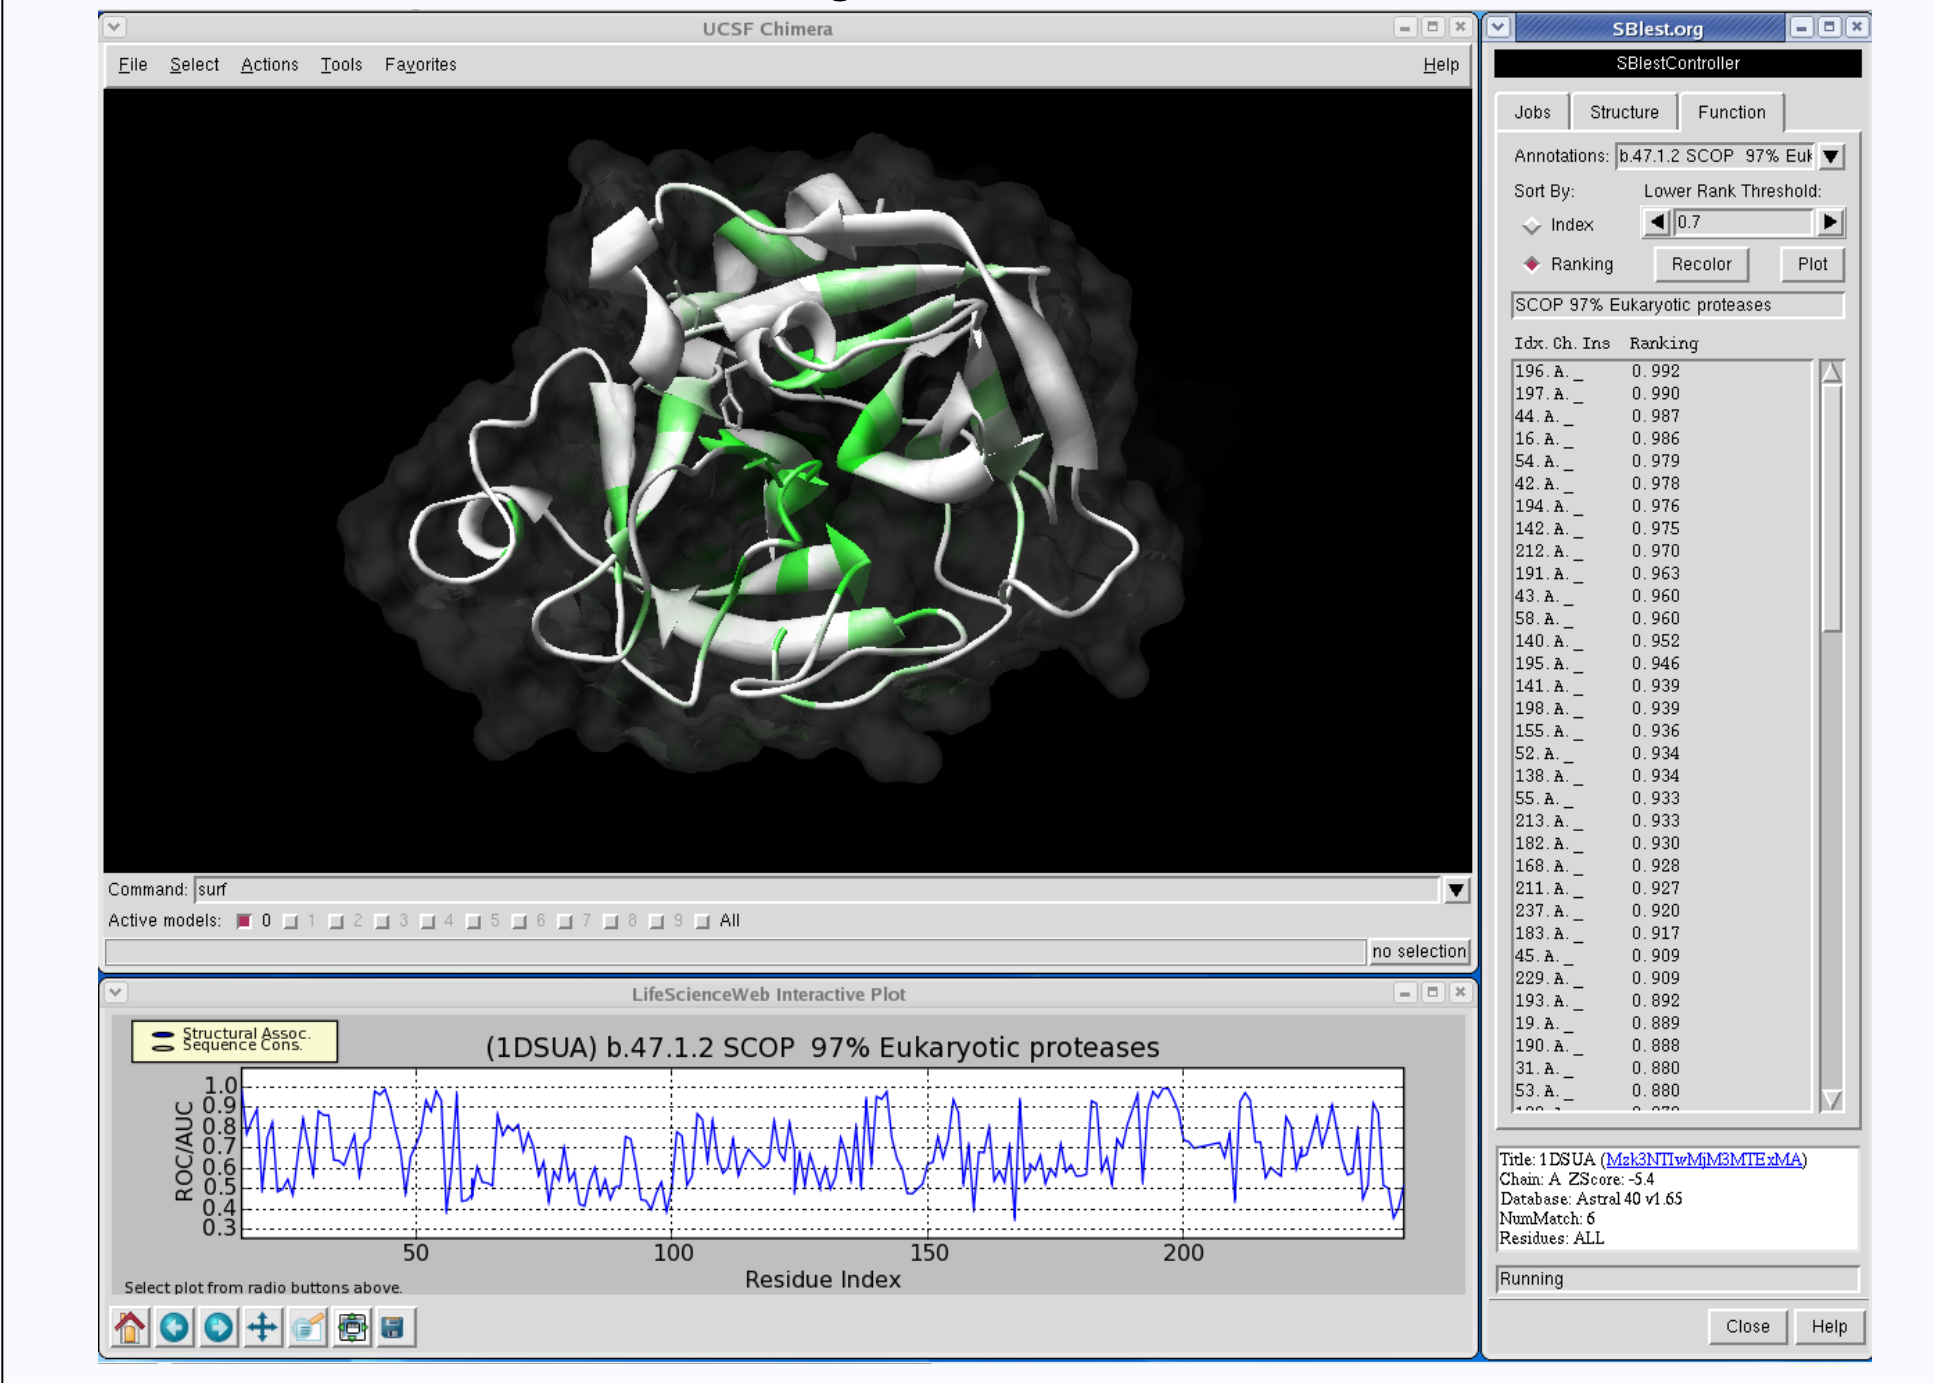 UCSF Chimera
File Select Actions Tools Favorites Help
Command: surf
Active models: 0 1 2 3 4 5 6 7 8 9 All
no selection
LifeScienceWeb Interactive Plot
Structural Assoc.
Sequence Cons.
(1DSUA) b.47.1.2 SCOP 97% Eukaryotic proteases
ROC/AUC
1.0
0.9
0.8
0.7
0.6
0.5
0.4
0.3
50 100 150 200
Residue Index
Select plot from radio buttons above.
SBlest.org
SBlestController
Jobs Structure Function
Annotations: b.47.1.2 SCOP 97% Euk
Sort By: Lower Rank Threshold:
Index 0.7
Ranking Recolor Plot
SCOP 97% Eukaryotic proteases
Idx.Ch.Ins Ranking
196.A._ 0.992
197.A._ 0.990
44.A._ 0.987
16.A._ 0.986
54.A._ 0.979
42.A._ 0.978
194.A._ 0.976
142.A._ 0.975
212.A._ 0.970
191.A._ 0.963
43.A._ 0.960
58.A._ 0.960
140.A._ 0.952
195.A._ 0.946
141.A._ 0.939
198.A._ 0.939
155.A._ 0.936
52.A._ 0.934
138.A._ 0.934
55.A._ 0.933
213.A._ 0.933
182.A._ 0.930
168.A._ 0.928
211.A._ 0.927
237.A._ 0.920
183.A._ 0.917
45.A._ 0.909
229.A._ 0.909
193.A._ 0.892
19.A._ 0.889
190.A._ 0.888
31.A._ 0.880
53.A._ 0.880
Title: 1DSUA (Mzk3NTIwMjM3MTExMA)
Chain: A ZScore: -5.4
Database: Astral 40 v1.65
NumMatch: 6
Residues: ALL
Running
Close Help